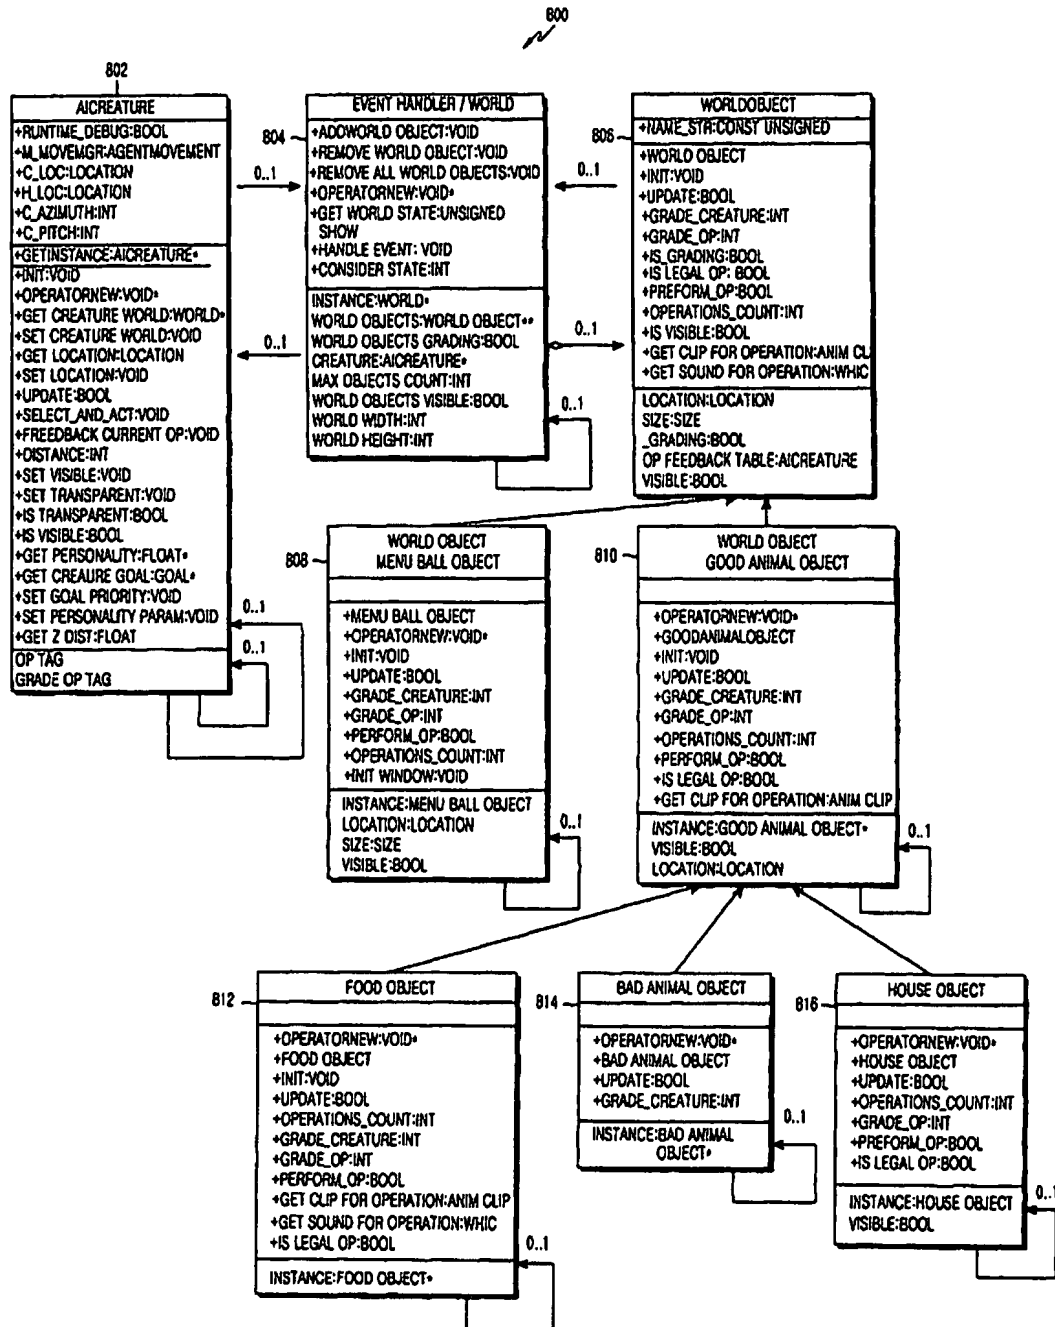 800
802
AICREATURE
+RUNTIME_DEBUG:BOOL
+M_MOVEMGR:AGENTMOVEMENT
+C_LOC:LOCATION
+H_LOC:LOCATION
+C_AZIMUTH:INT
+C_PITCH:INT
+GETINSTANCE:AICREATURE*
+INIT:VOID
+OPERATORNEW:VOID*
+GET CREATURE WORLD:WORLD*
+SET CREATURE WORLD:VOID
+GET LOCATION:LOCATION
+SET LOCATION:VOID
+UPDATE:BOOL
+SELECT_AND_ACT:VOID
+FREEDBACK CURRENT OP:VOID
+DISTANCE:INT
+SET VISIBLE:VOID
+SET TRANSPARENT:VOID
+IS TRANSPARENT:BOOL
+IS VISIBLE:BOOL
+GET PERSONALITY:FLOAT*
+GET CREAURE GOAL:GOAL*
+SET GOAL PRIORITY:VOID
+SET PERSONALITY PARAM:VOID
+GET Z DIST:FLOAT
OP TAG
GRADE OP TAG
0..1
0..1
0..1
0..1
804
EVENT HANDLER / WORLD
+ADOWORLD OBJECT:VOID
+REMOVE WORLD OBJECT:VOID
+REMOVE ALL WORLD OBJECTS:VOID
+OPERATORNEW:VOID*
+GET WORLD STATE:UNSIGNED
SHOW
+HANDLE EVENT: VOID
+CONSIDER STATE:INT
INSTANCE:WORLD*
WORLD OBJECTS:WORLD OBJECT**
WORLD OBJECTS GRADING:BOOL
CREATURE:AICREATURE*
MAX OBJECTS COUNT:INT
WORLD OBJECTS VISIBLE:BOOL
WORLD WIDTH:INT
WORLD HEIGHT:INT
0..1
0..1
0..1
806
WORLDOBJECT
+NAME_STR:CONST UNSIGNED
+WORLD OBJECT
+INIT:VOID
+UPDATE:BOOL
+GRADE_CREATURE:INT
+GRADE_OP:INT
+IS_GRADING:BOOL
+IS LEGAL OP: BOOL
+PREFORM_OP:BOOL
+OPERATIONS_COUNT:INT
+IS VISIBLE:BOOL
+GET CLIP FOR OPERATION:ANIM CL
+GET SOUND FOR OPERATION:WHIC
LOCATION:LOCATION
SIZE:SIZE
_GRADING:BOOL
OP FEEDBACK TABLE:AICREATURE
VISIBLE:BOOL
808
WORLD OBJECT
MENU BALL OBJECT
+MENU BALL OBJECT
+OPERATORNEW:VOID*
+INIT:VOID
+UPDATE:BOOL
+GRADE_CREATURE:INT
+GRADE_OP:INT
+PERFORM_OP:BOOL
+OPERATIONS_COUNT:INT
+INIT WINDOW:VOID
INSTANCE:MENU BALL OBJECT
LOCATION:LOCATION
SIZE:SIZE
VISIBLE:BOOL
0..1
810
WORLD OBJECT
GOOD ANIMAL OBJECT
+OPERATORNEW:VOID*
+GOODANIMALOBJECT
+INIT:VOID
+UPDATE:BOOL
+GRADE_CREATURE:INT
+GRADE_OP:INT
+OPERATIONS_COUNT:INT
+PERFORM_OP:BOOL
+IS LEGAL OP:BOOL
+GET CLIP FOR OPERATION:ANIM CLIP
INSTANCE:GOOD ANIMAL OBJECT*
VISIBLE:BOOL
LOCATION:LOCATION
0..1
812
FOOD OBJECT
+OPERATORNEW:VOID*
+FOOD OBJECT
+INIT:VOID
+UPDATE:BOOL
+OPERATIONS_COUNT:INT
+GRADE_CREATURE:INT
+GRADE_OP:INT
+PERFORM_OP:BOOL
+GET CLIP FOR OPERATION:ANIM CLIP
+GET SOUND FOR OPERATION:WHIC
+IS LEGAL OP:BOOL
INSTANCE:FOOD OBJECT*
0..1
814
BAD ANIMAL OBJECT
+OPERATORNEW:VOID*
+BAD ANIMAL OBJECT
+UPDATE:BOOL
+GRADE_CREATURE:INT
INSTANCE:BAD ANIMAL
OBJECT*
0..1
816
HOUSE OBJECT
+OPERATORNEW:VOID*
+HOUSE OBJECT
+UPDATE:BOOL
+OPERATIONS_COUNT:INT
+GRADE_OP:INT
+PREFORM_OP:BOOL
+IS LEGAL OP:BOOL
INSTANCE:HOUSE OBJECT
VISIBLE:BOOL
0..1